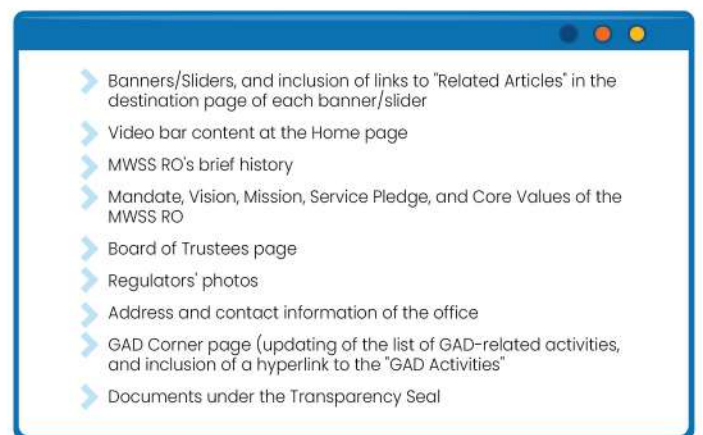 Banners/Sliders, and inclusion of links to "Related Articles" in the
destination page of each banner/slider
Video bar content at the Home page
MWSS RO's brief history
Mandate, Vision, Mission, Service Pledge, and Core Values of the
MWSS RO
Board of Trustees page
Regulators' photos
Address and contact information of the office
GAD Corner page (updating of the list of GAD-related activities,
and inclusion of a hyperlink to the "GAD Activities"
Documents under the Transparency Seal